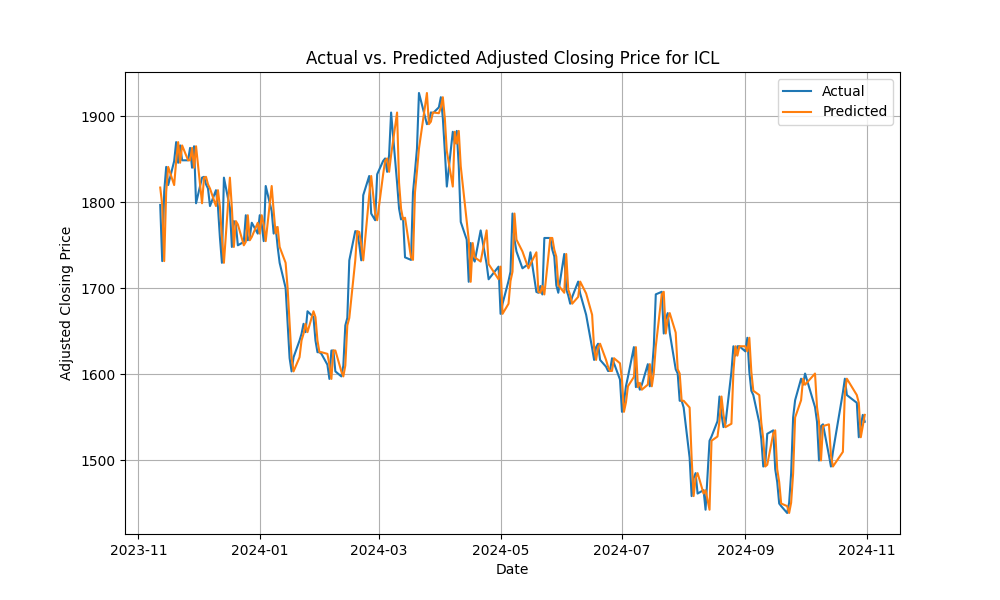 Actual vs. Predicted Adjusted Closing Price for ICL
Actual
Predicted
Adjusted Closing Price
1900
1800
1700
1600
1500
2023-11
2024-01
2024-03
2024-05
2024-07
2024-09
2024-11
Date